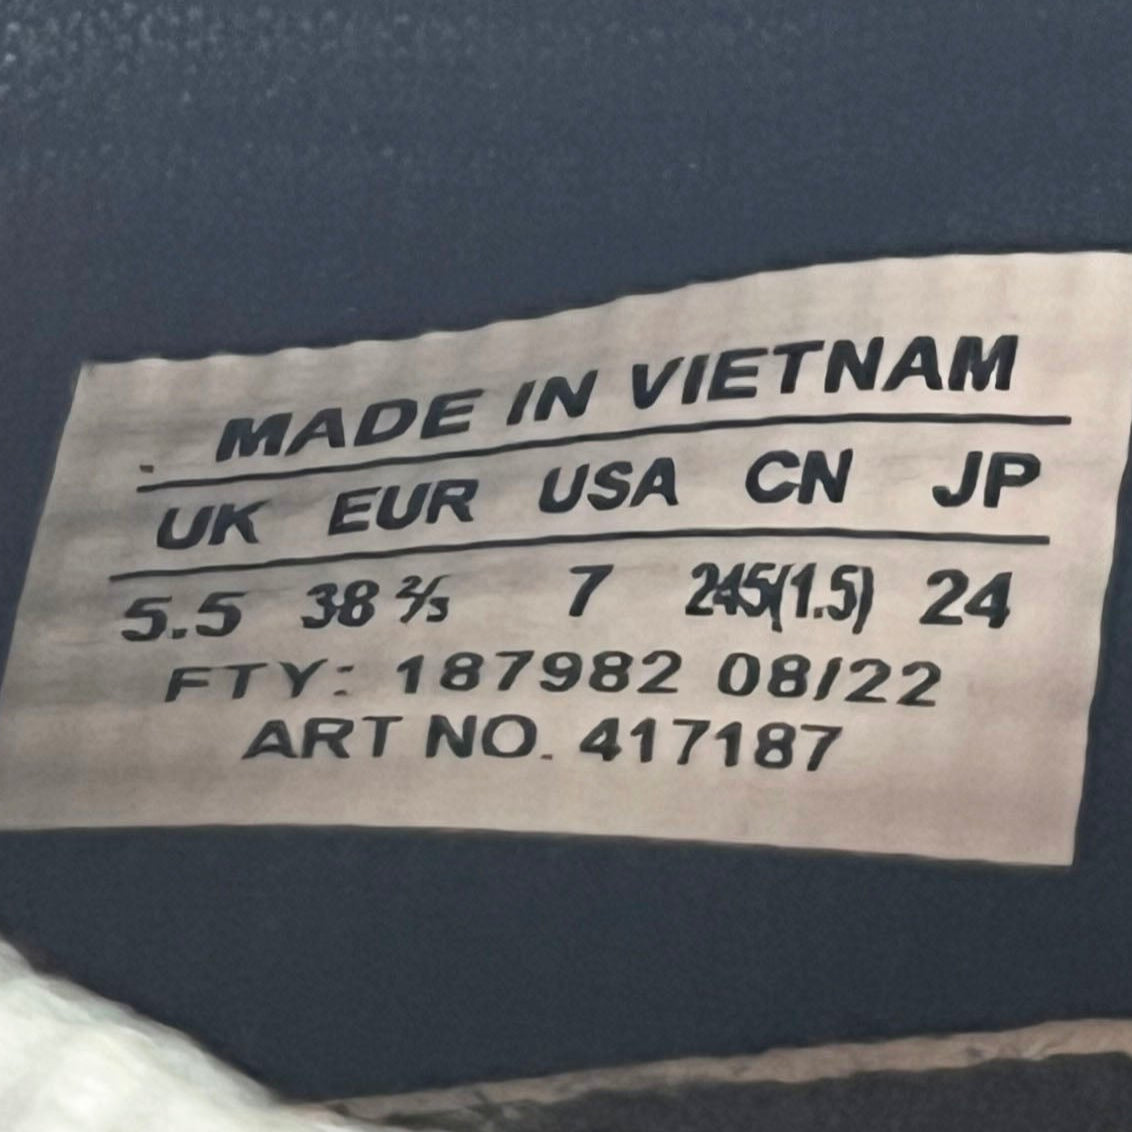 MADE IN VIETNAM
UK EUR USA CN JP
5.5 38 ⅔ 7 245(1.5) 24
FTY: 187982 08/22
ART NO. 417187